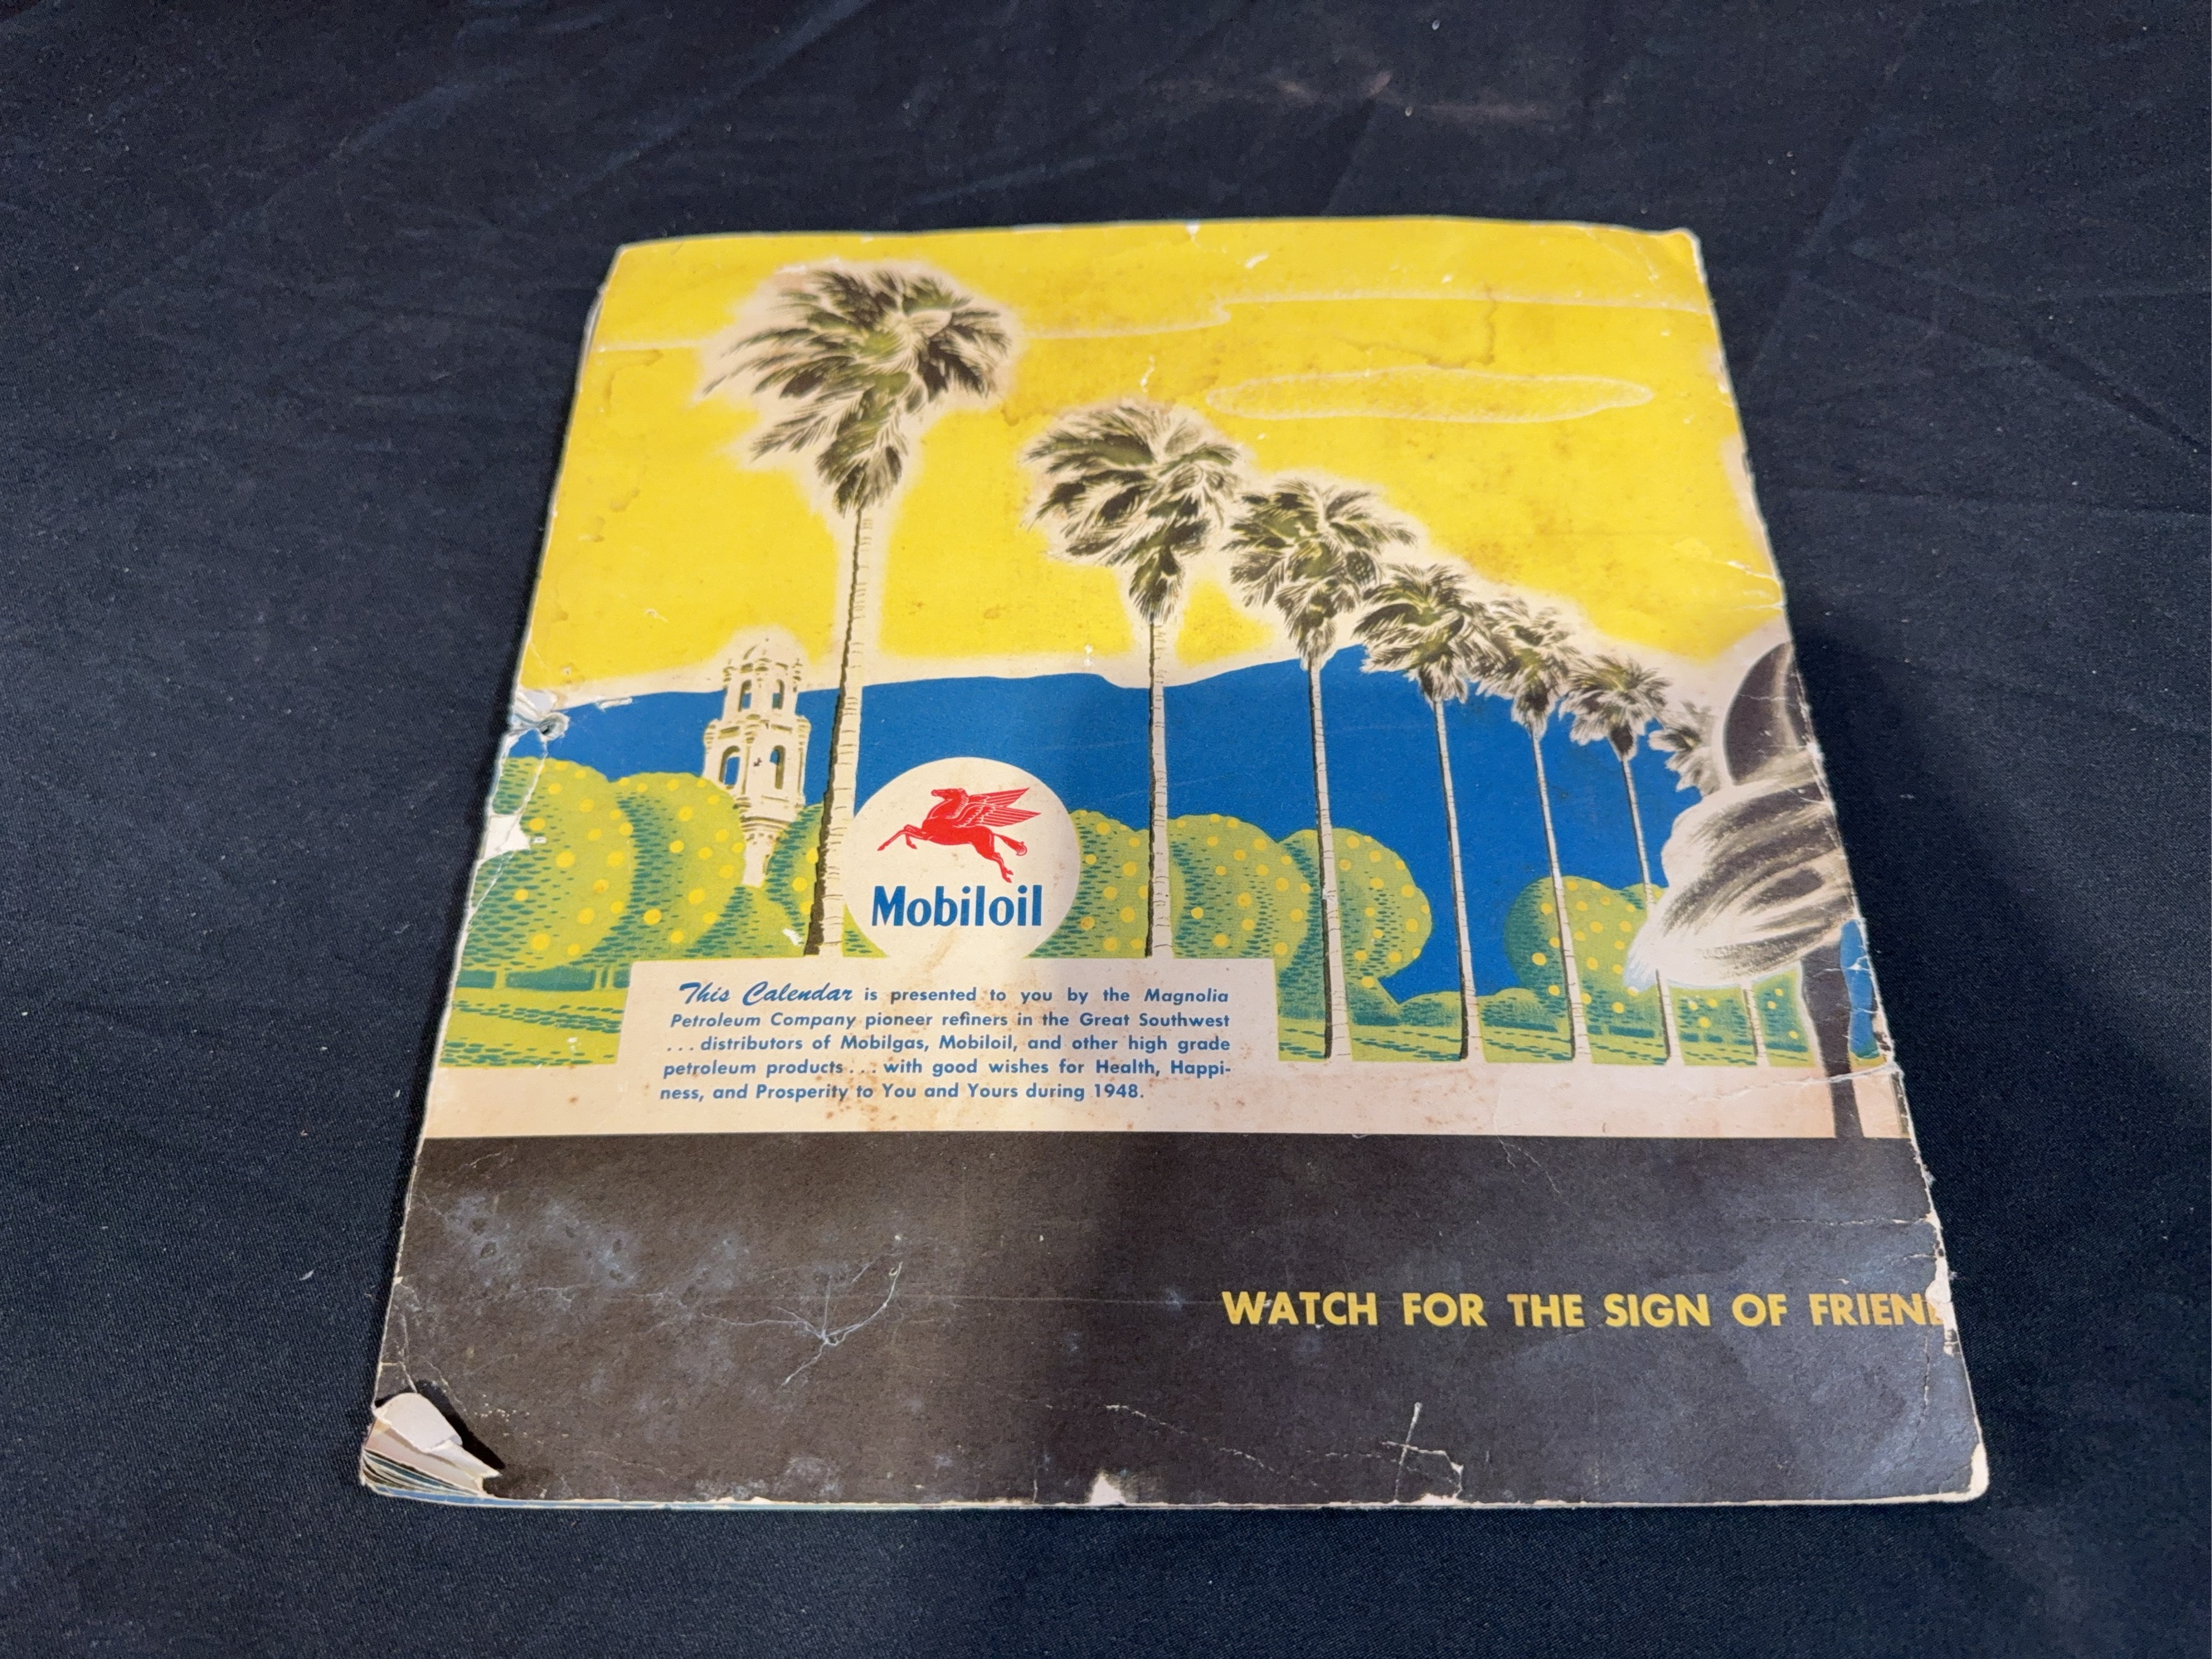 Mobiloil
This Calendar is presented to you by the Magnolia
Petroleum Company pioneer refiners in the Great Southwest
...distributors of Mobilgas, Mobiloil, and other high grade
petroleum products...with good wishes for Health, Happi-
ness, and Prosperity to You and Yours during 1948.
WATCH FOR THE SIGN OF FRIEND